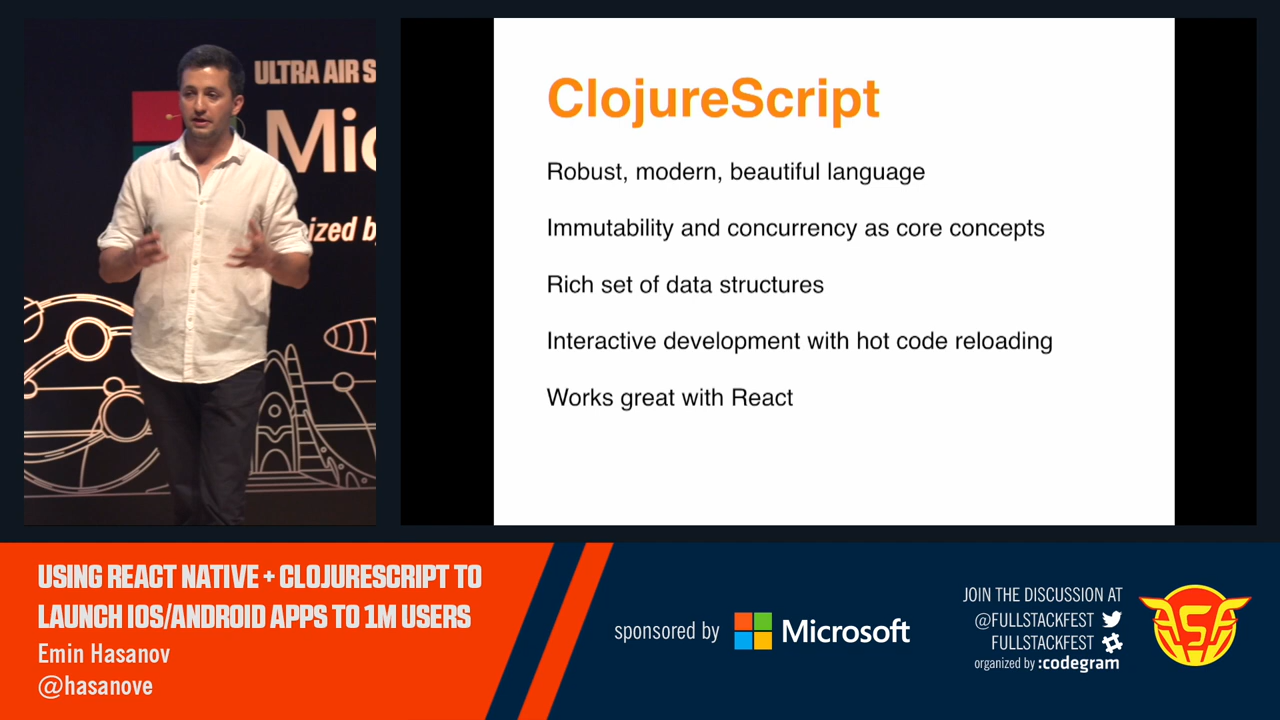 ULTRA AIR S
Mic
ized b
ClojureScript
Robust, modern, beautiful language
Immutability and concurrency as core concepts
Rich set of data structures
Interactive development with hot code reloading
Works great with React
USING REACT NATIVE + CLOJURESCRIPT TO
LAUNCH IOS/ANDROID APPS TO 1M USERS
Emin Hasanov
@hasanove
sponsored by Microsoft
JOIN THE DISCUSSION AT
@FULLSTACKFEST
FULLSTACKFEST
organized by :codegram
FSF